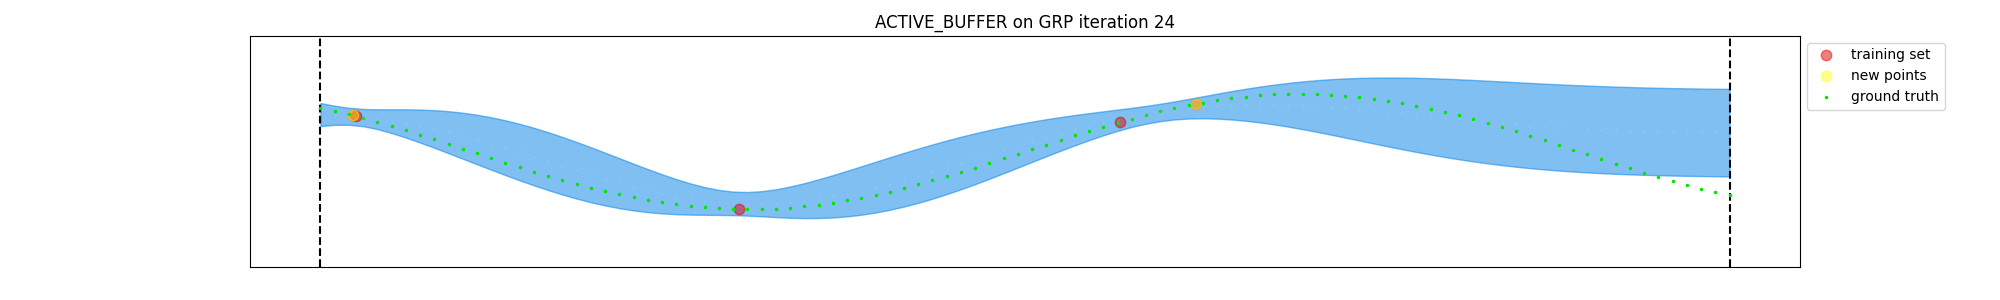 ACTIVE_BUFFER on GRP iteration 24
training set
new points
ground truth